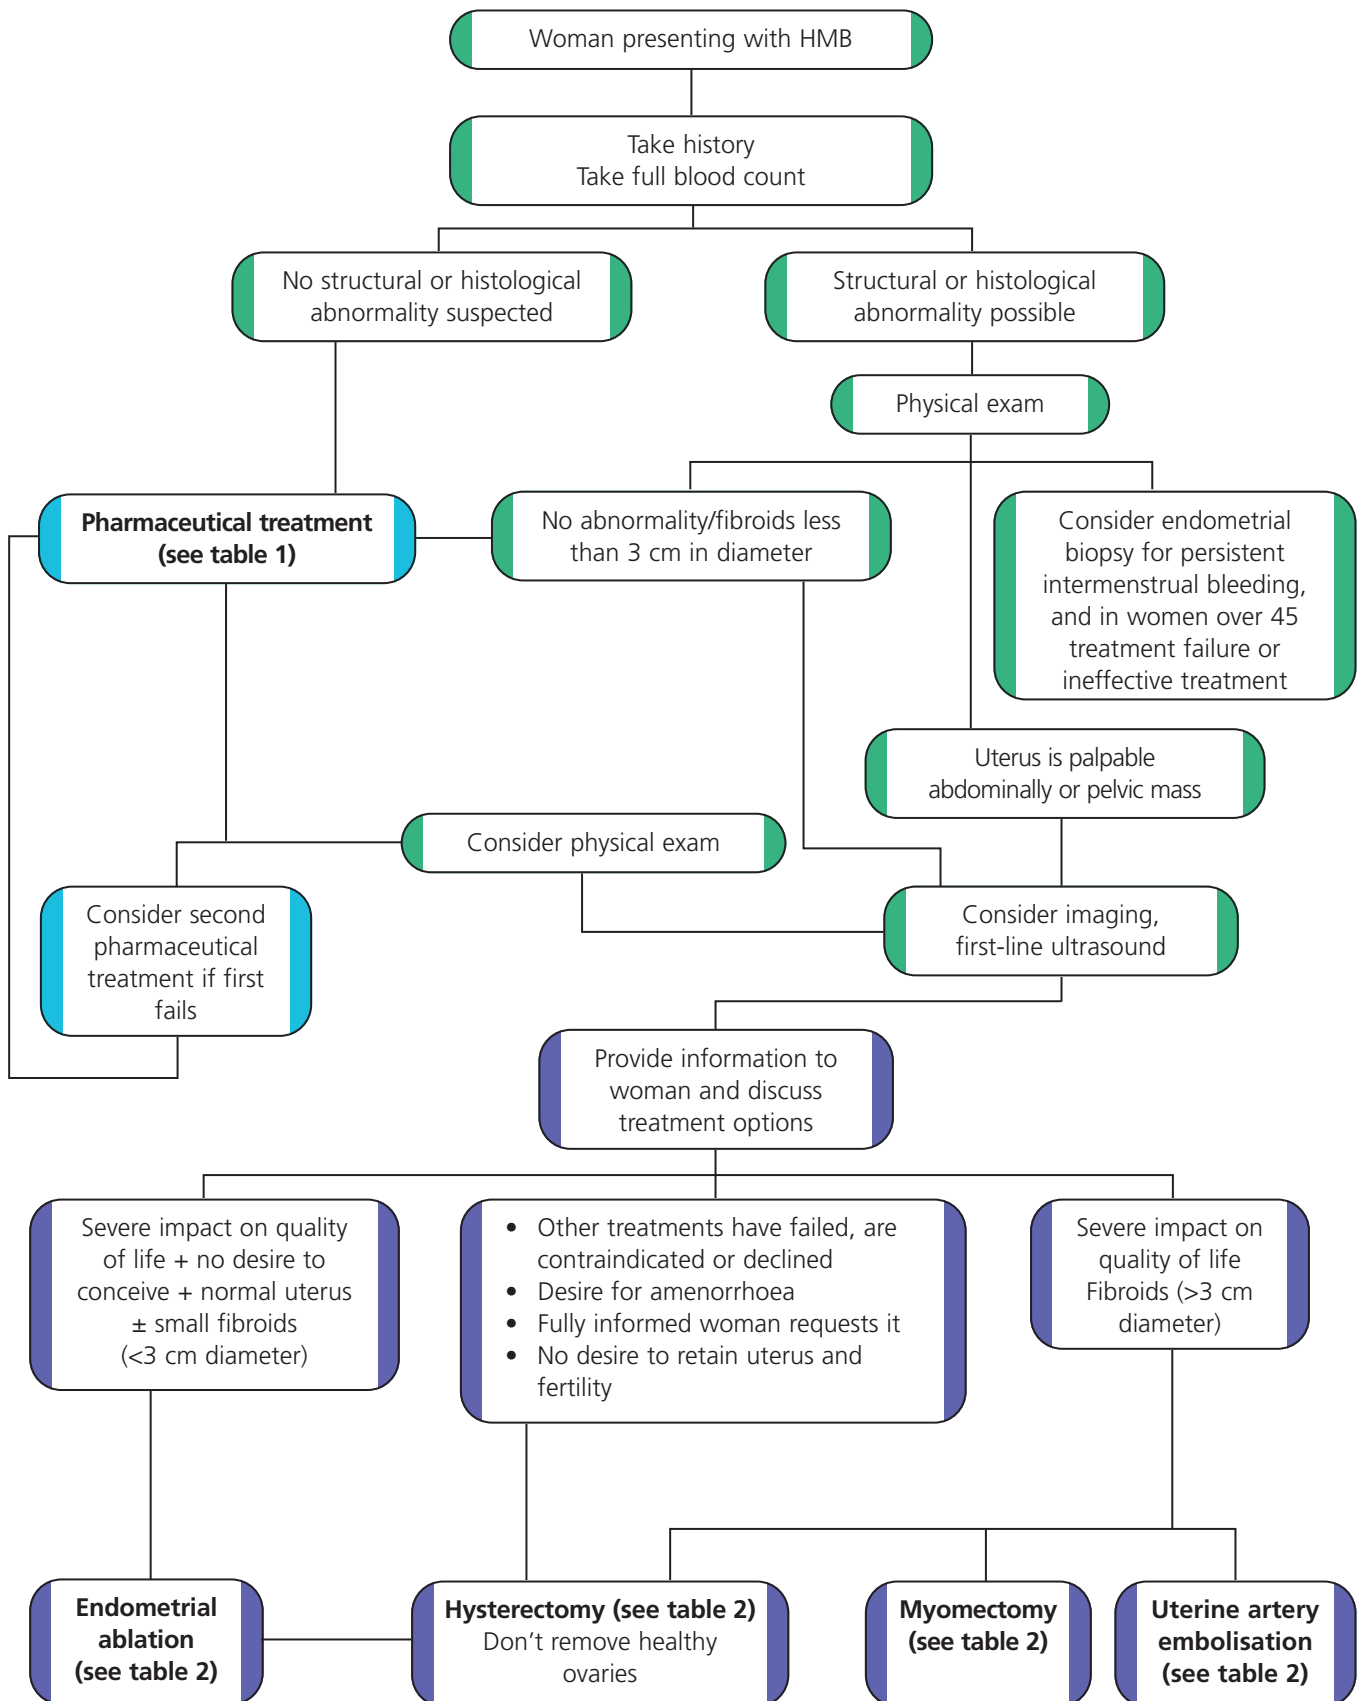 Woman presenting with HMB
Take history
Take full blood count
No structural or histological
abnormality suspected
Structural or histological
abnormality possible
Physical exam
Pharmaceutical treatment
(see table 1)
No abnormality/fibroids less
than 3 cm in diameter
Consider endometrial
biopsy for persistent
intermenstrual bleeding,
and in women over 45
treatment failure or
ineffective treatment
Uterus is palpable
abdominally or pelvic mass
Consider physical exam
Consider second
pharmaceutical
treatment if first
fails
Consider imaging,
first-line ultrasound
Provide information to
woman and discuss
treatment options
Severe impact on quality
of life + no desire to
conceive + normal uterus
± small fibroids
(<3 cm diameter)
• Other treatments have failed, are
contraindicated or declined
• Desire for amenorrhoea
• Fully informed woman requests it
• No desire to retain uterus and
fertility
Severe impact on
quality of life
Fibroids (>3 cm
diameter)
Endometrial
ablation
(see table 2)
Hysterectomy (see table 2)
Don't remove healthy
ovaries
Myomectomy
(see table 2)
Uterine artery
embolisation
(see table 2)